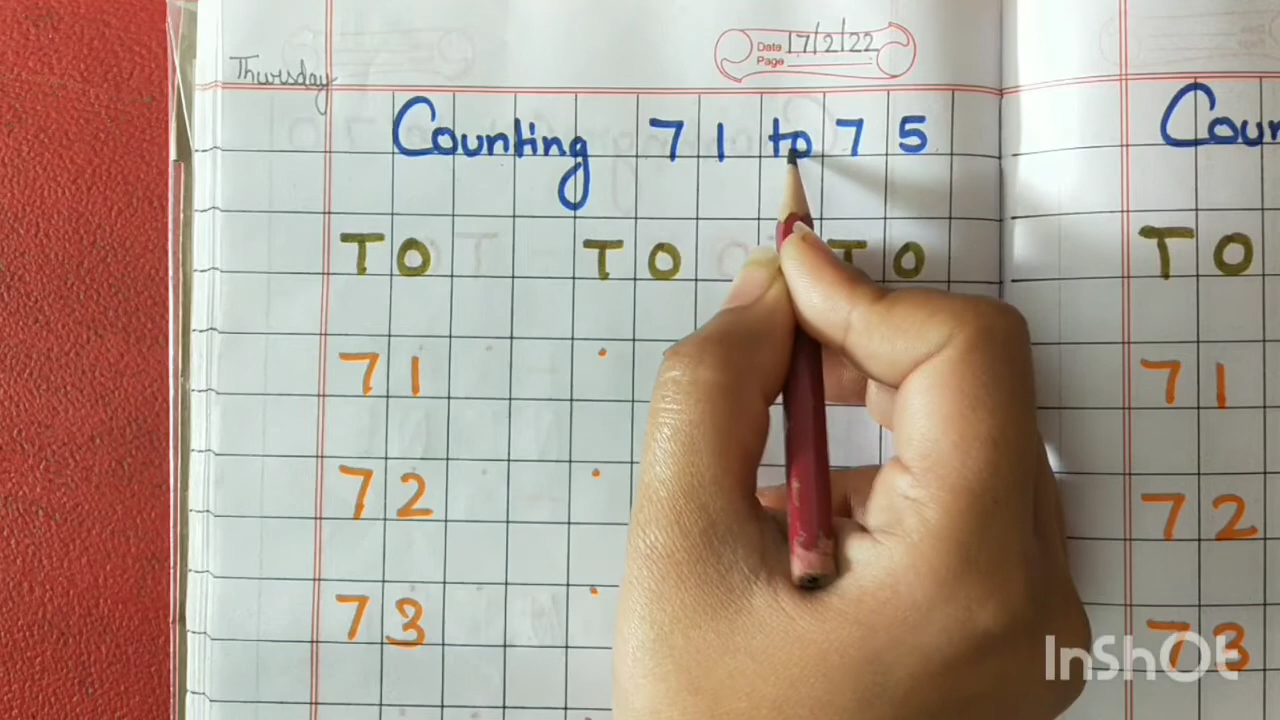 Thursday
Date 17/2/22
Page
Counting 71 to 75
Coun
T O T O T O
T O
71
71
72
72
73
73
InShOt